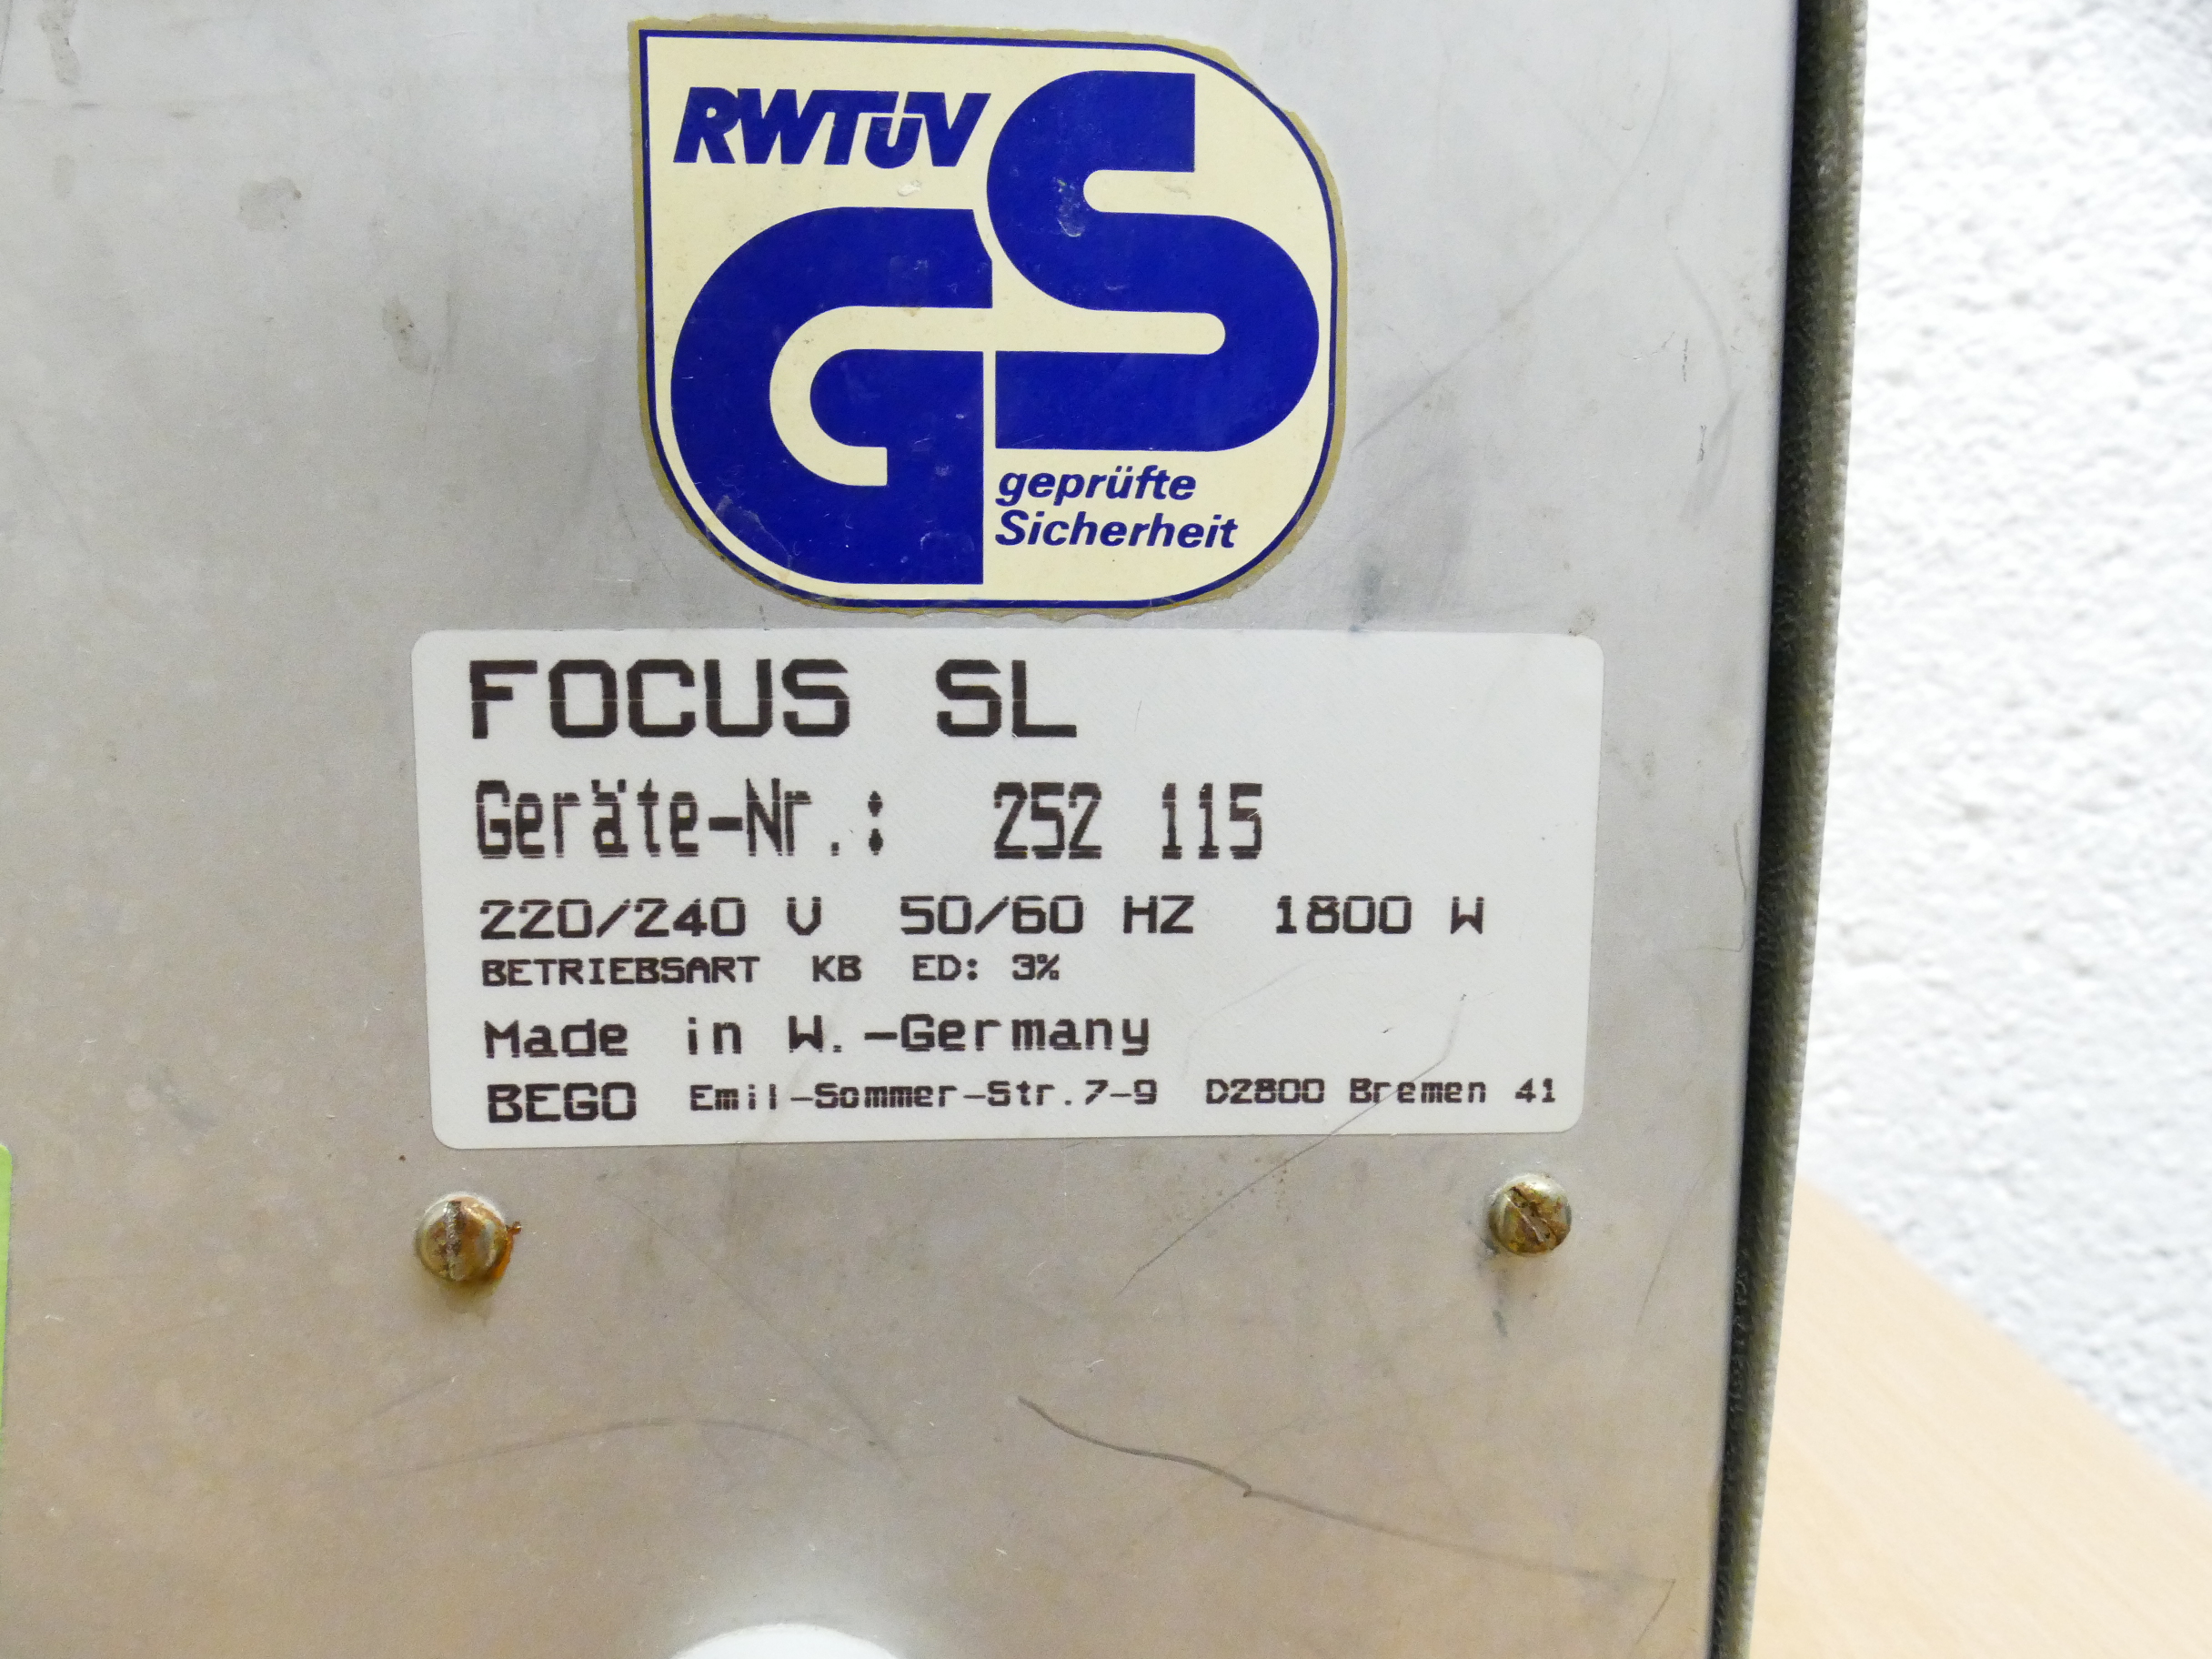 RWTÜV
GS
geprüfte
Sicherheit
FOCUS SL
Geräte-Nr.: 252 115
220/240 V 50/60 HZ 1800 W
BETRIEBSART KB ED: 3%
Made in W.-Germany
BEGO Emil-Sommer-Str.7-9 D2800 Bremen 41